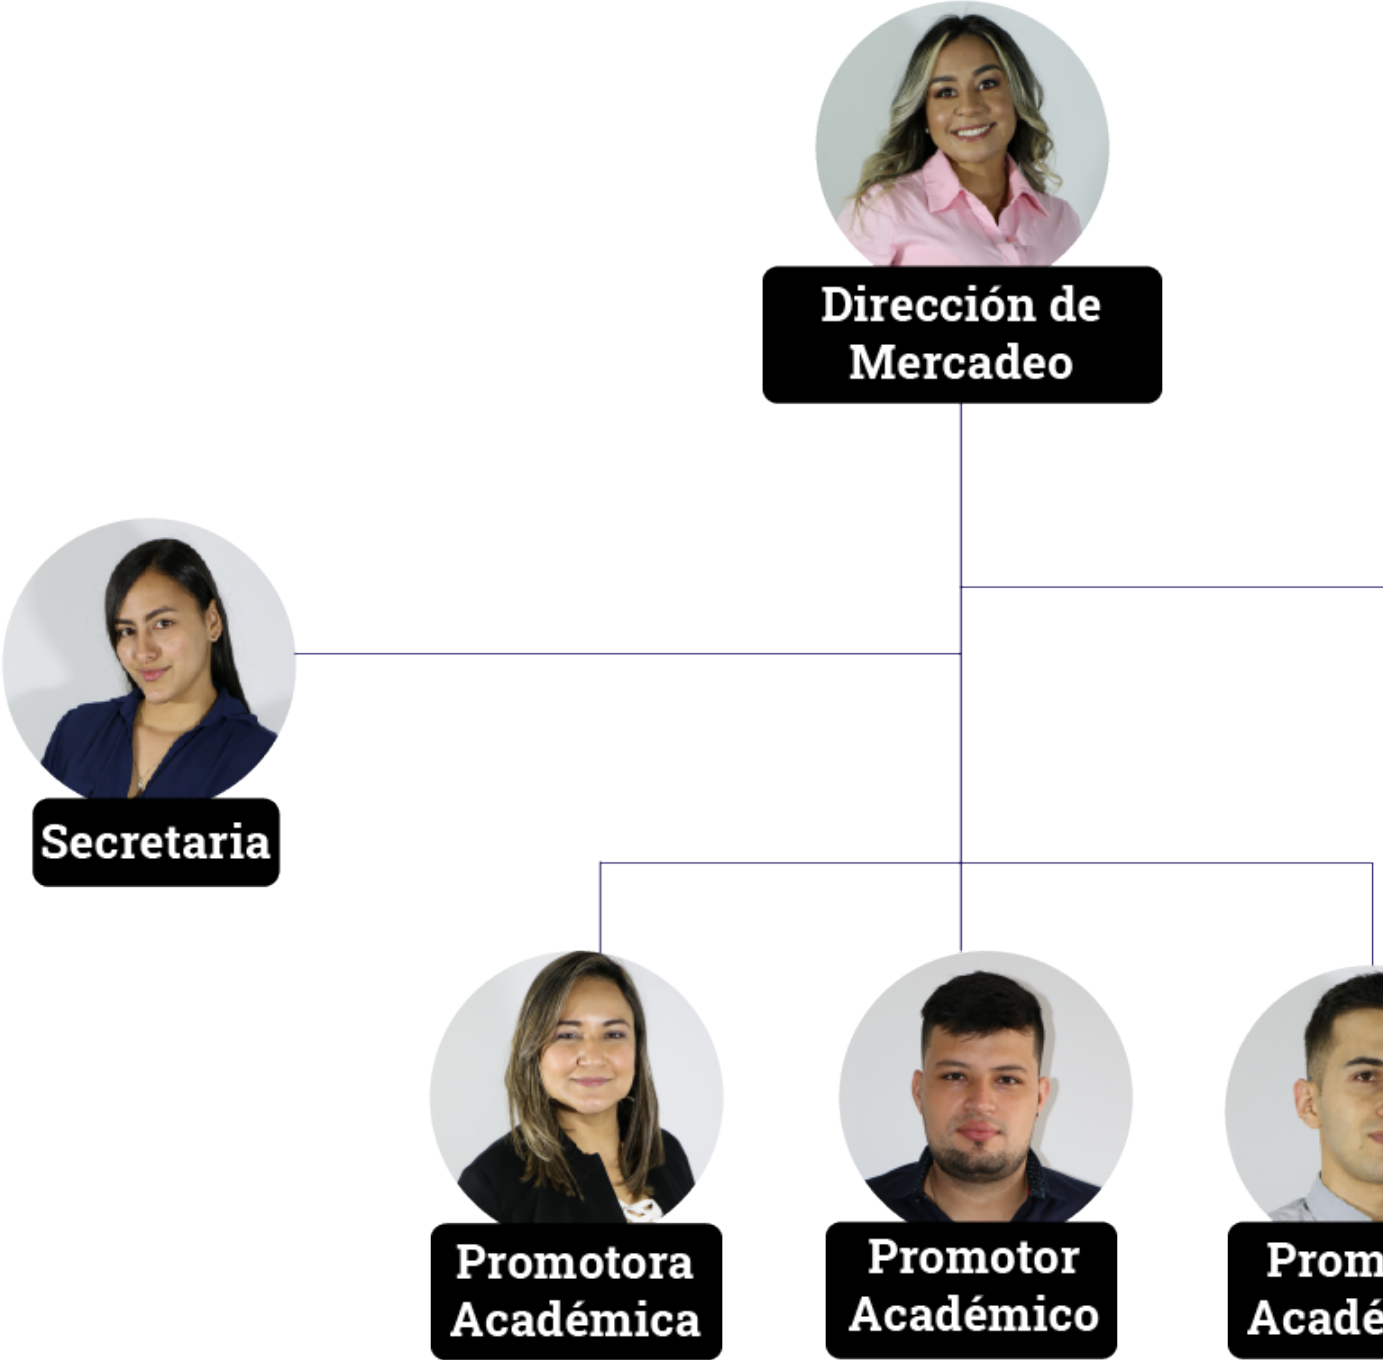 Dirección de
Mercadeo
Secretaria
Promotora
Académica
Promotor
Académico